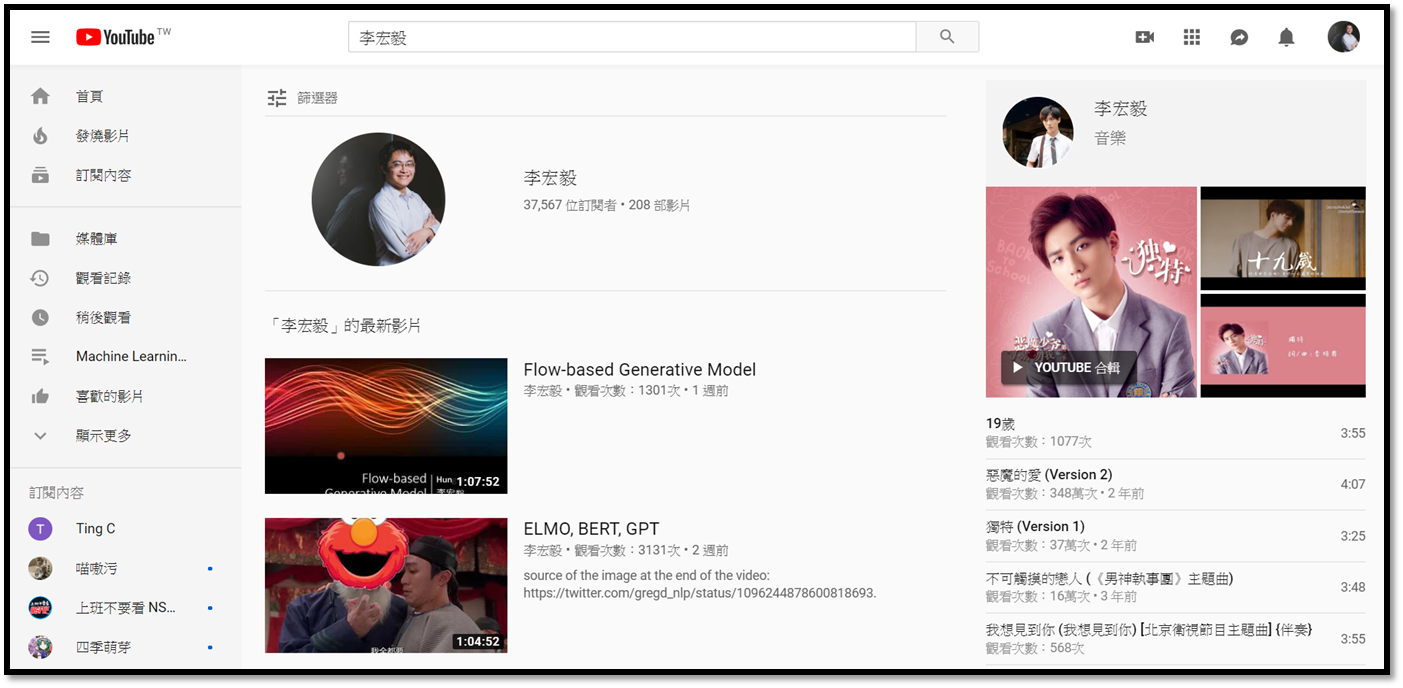 YouTube TW
李宏毅
首頁
發燒影片
訂閱內容
媒體庫
觀看記錄
稍後觀看
Machine Learnin...
喜歡的影片
顯示更多
訂閱內容
T
Ting C
喵嗷污
上班不要看 NS...
四季萌芽
篩選器
李宏毅
37,567 位訂閱者 • 208 部影片
「李宏毅」的最新影片
Flow-based
Generative Model
1:07:52
Flow-based Generative Model
李宏毅 • 觀看次數：1301次 • 1 週前
我全都要
1:04:52
ELMO, BERT, GPT
李宏毅 • 觀看次數：3131次 • 2 週前
source of the image at the end of the video:
https://twitter.com/gregd_nlp/status/1096244878600818693.
李宏毅
音樂
BACK
TO
School
独特
恶魔少爷
YOUTUBE 合輯
十九歲
19歲
觀看次數：1077次
3:55
惡魔的愛 (Version 2)
觀看次數：348萬次 • 2 年前
4:07
獨特 (Version 1)
觀看次數：37萬次 • 2 年前
3:25
不可觸摸的戀人 (《男神執事團》主題曲)
觀看次數：16萬次 • 3 年前
3:48
我想見到你 (我想見到你) [北京衛視節目主題曲] {伴奏}
觀看次數：568次
3:55